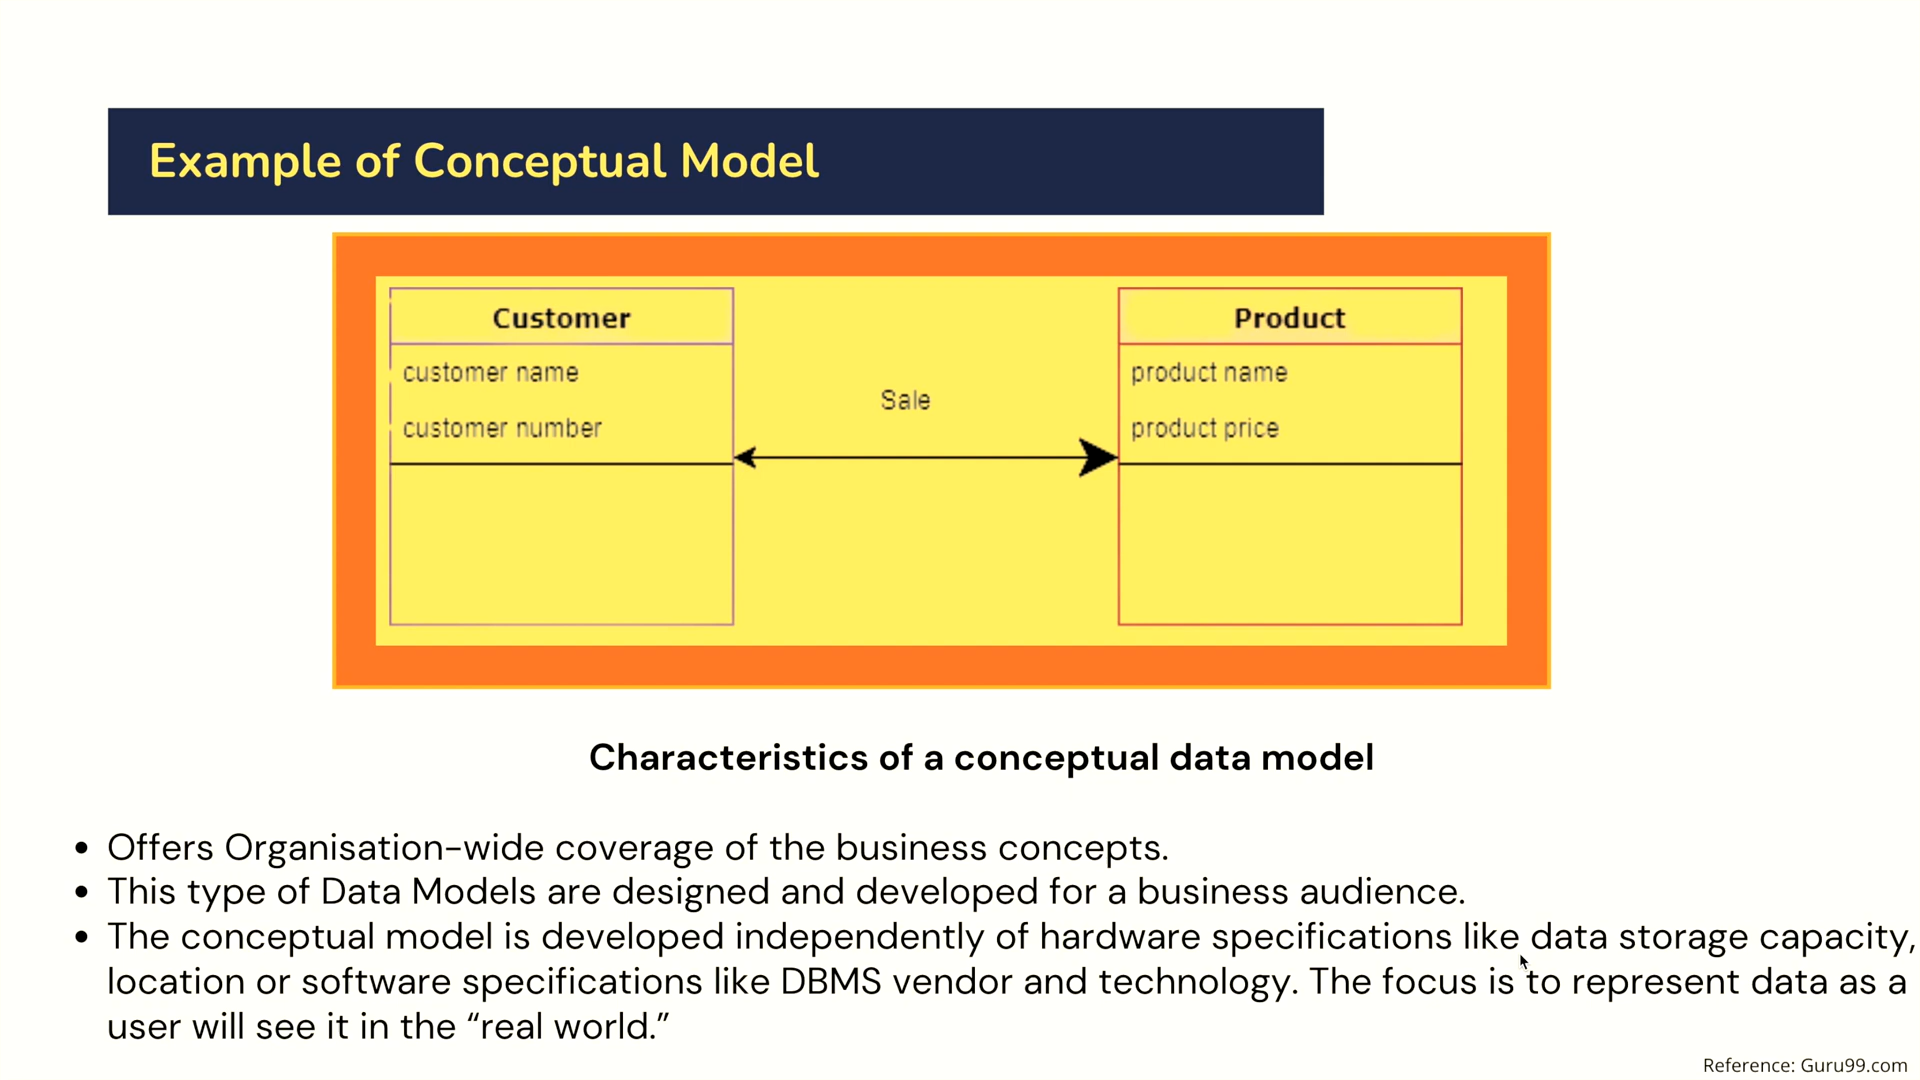 Example of Conceptual Model
Customer
customer name
customer number
Sale
Product
product name
product price
Characteristics of a conceptual data model
• Offers Organisation-wide coverage of the business concepts.
• This type of Data Models are designed and developed for a business audience.
• The conceptual model is developed independently of hardware specifications like data storage capacity,
location or software specifications like DBMS vendor and technology. The focus is to represent data as a
user will see it in the “real world.”
Reference: Guru99.com